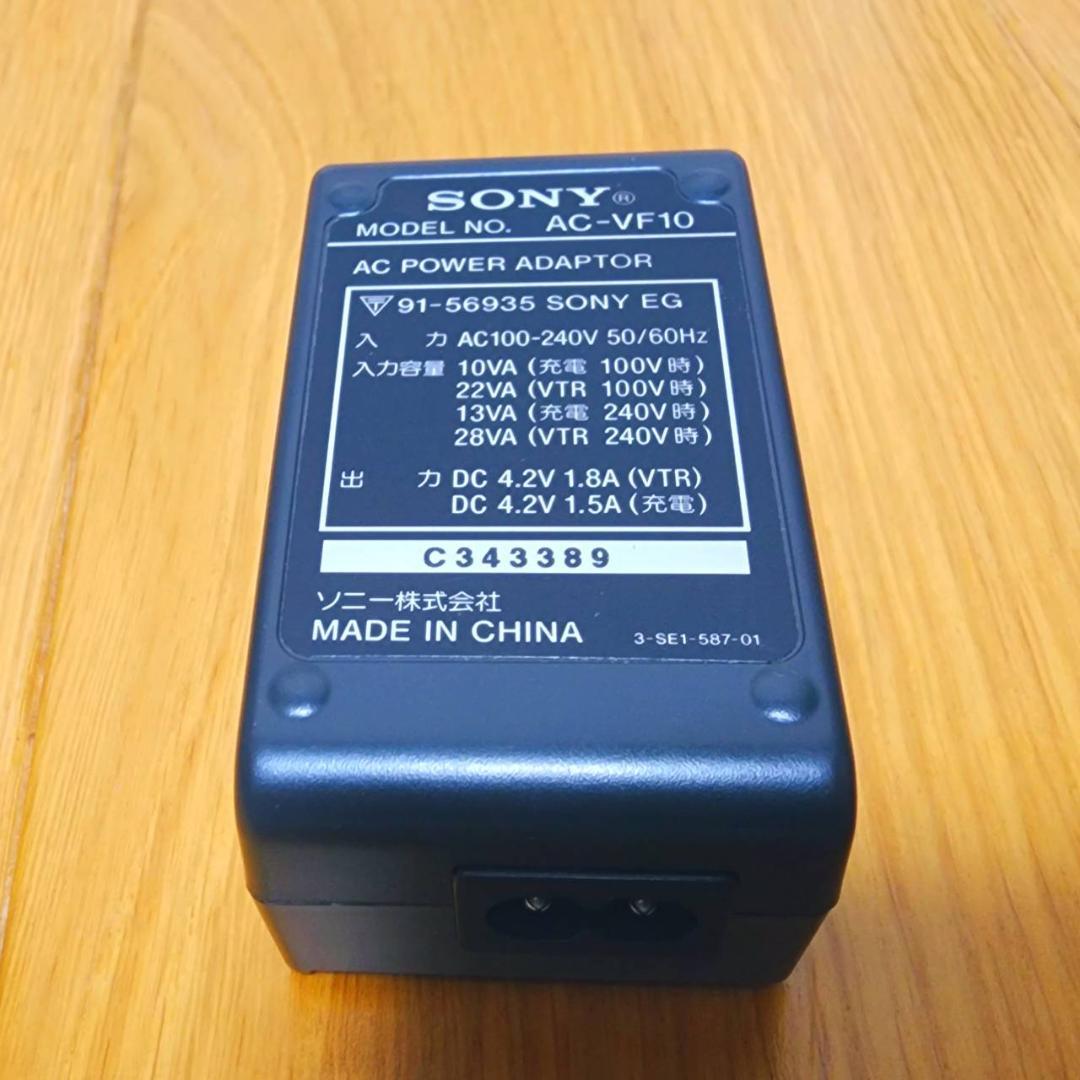 SONY®
MODEL NO. AC-VF10
AC POWER ADAPTOR
T 91-56935 SONY EG
入 力 AC100-240V 50/60Hz
入力容量 10VA (充電 100V時)
22VA (VTR 100V時)
13VA (充電 240V時)
28VA (VTR 240V時)
出 力 DC 4.2V 1.8A (VTR)
DC 4.2V 1.5A (充電)
C343389
ソニー株式会社
MADE IN CHINA 3-SE1-587-01